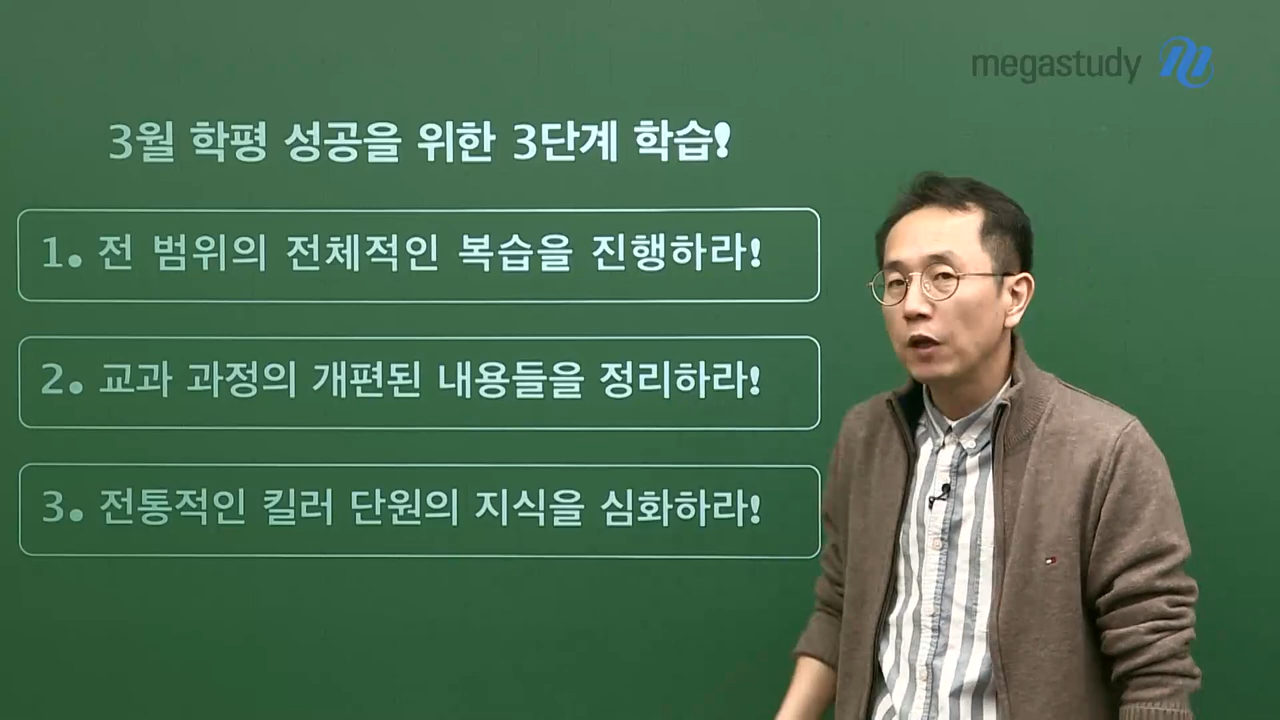 megastudy
3월 학평 성공을 위한 3단계 학습!
1. 전 범위의 전체적인 복습을 진행하라!
2. 교과 과정의 개편된 내용들을 정리하라!
3. 전통적인 킬러 단원의 지식을 심화하라!